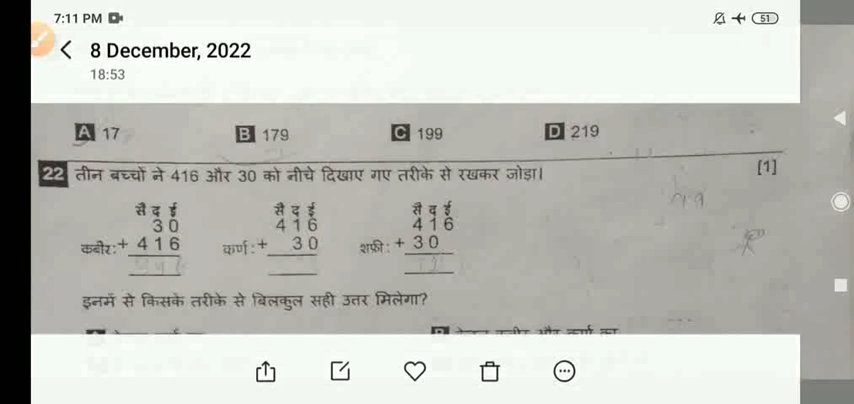 7:11 PM
51
8 December, 2022
18:53
A 17 B 179 C 199 D 219
22 तीन बच्चों ने 416 और 30 को नीचे दिखाए गए तरीके से रखकर जोड़ा। [1]
सै द ई सै द ई सै द ई
30 416 416
कबीर: + 416 कर्ण: + 30 शफ़ी: + 30
इनमें से किसके तरीके से बिलकुल सही उत्तर मिलेगा?